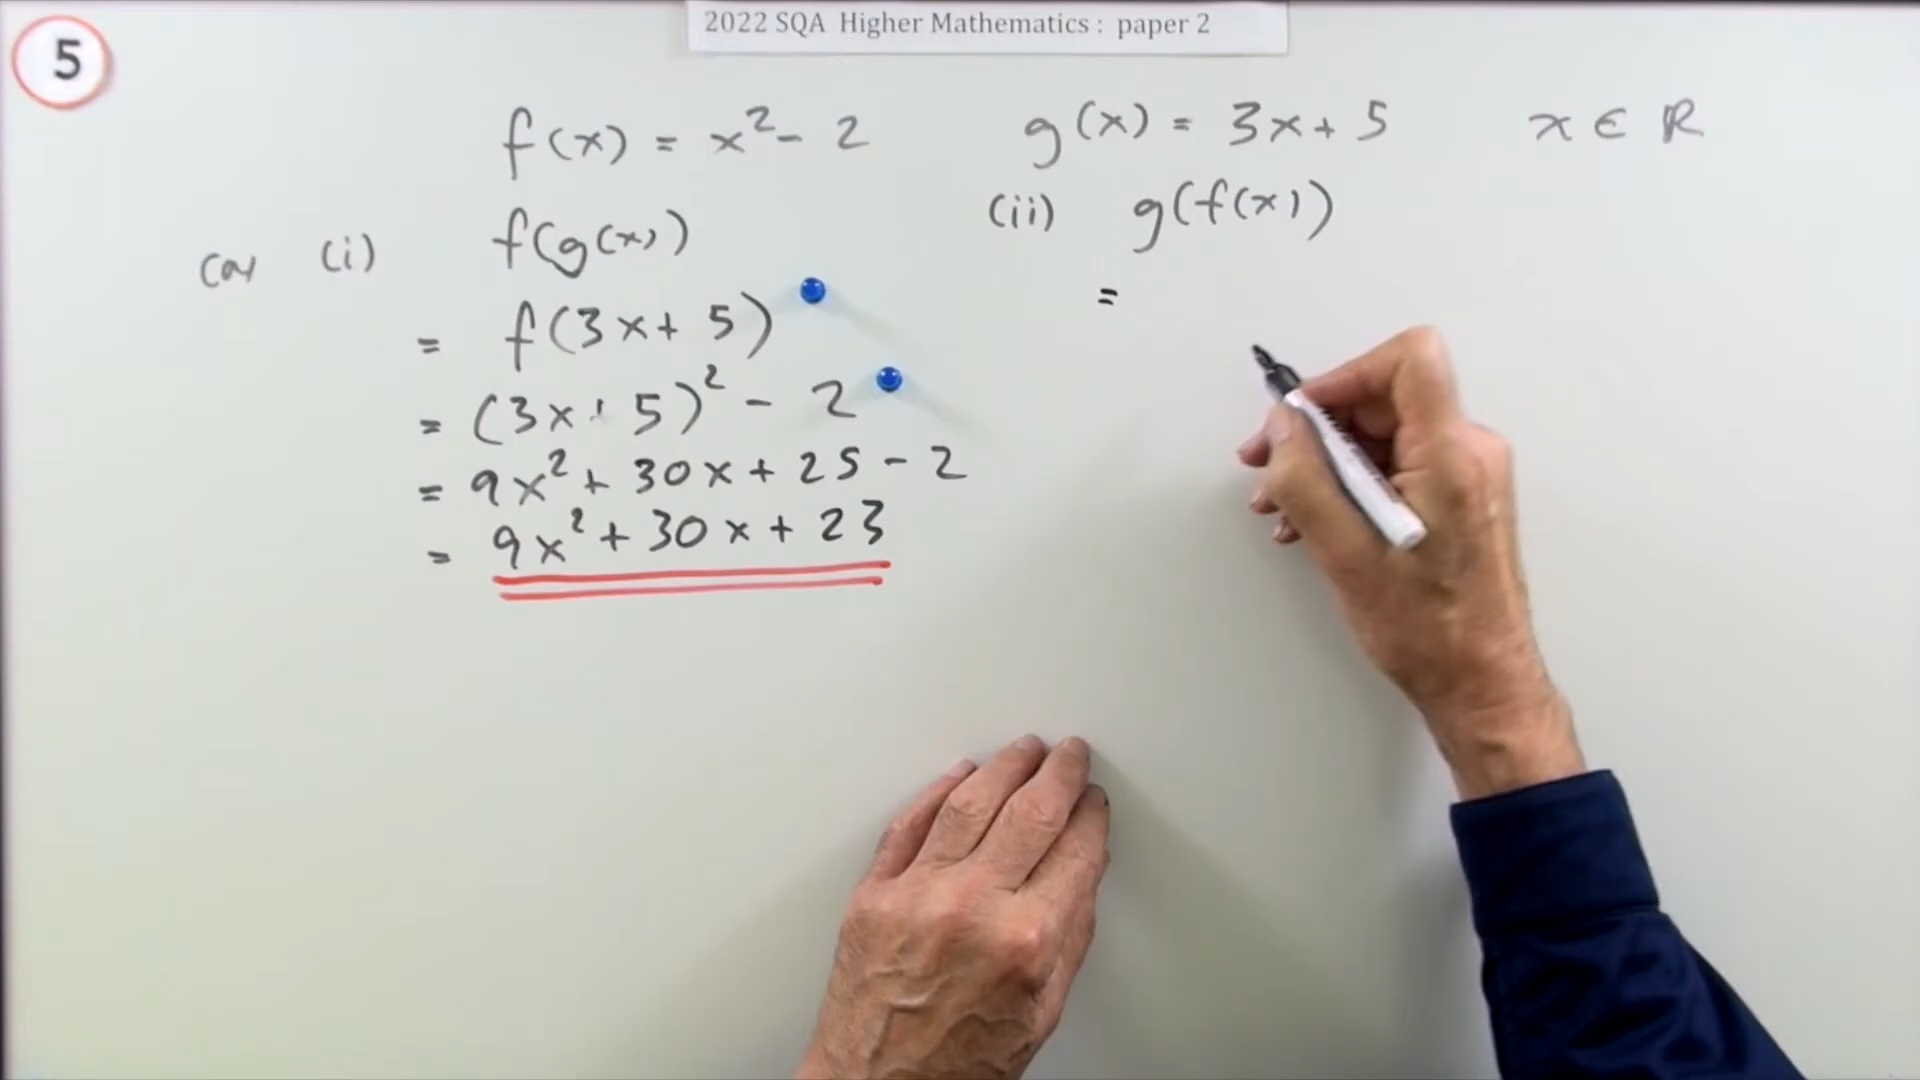 2022 SQA Higher Mathematics : paper 2
5
f(x) = x² - 2
g(x) = 3x + 5
x ∈ ℝ
(a) (i) f(g(x))
= f(3x + 5)
= (3x + 5)² - 2
= 9x² + 30x + 25 - 2
= 9x² + 30x + 23
(ii) g(f(x))
=